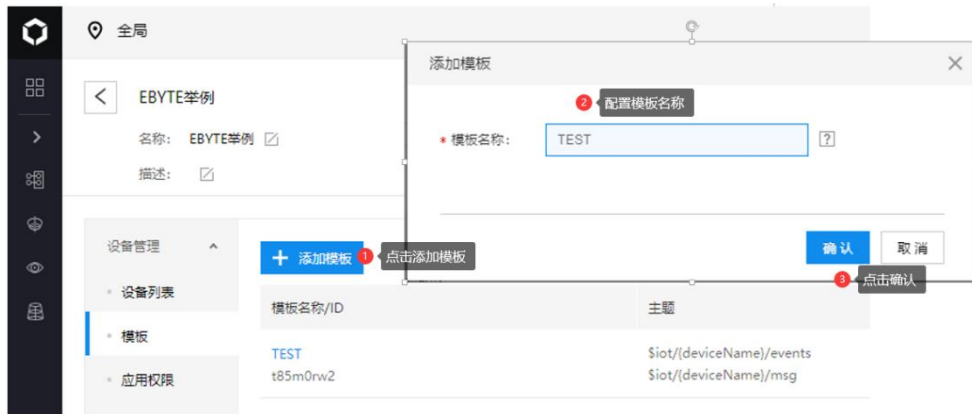 全局
添加模板
EBYTE举例
2 配置模板名称
名称: EBYTE举例
* 模板名称: TEST ?
描述:
设备管理
+ 添加模板 1 点击添加模板
确认 取消
3 点击确认
设备列表
模板名称/ID 主题
模板
TEST $iot/{deviceName}/events
t85m0rw2 $iot/{deviceName}/msg
应用权限